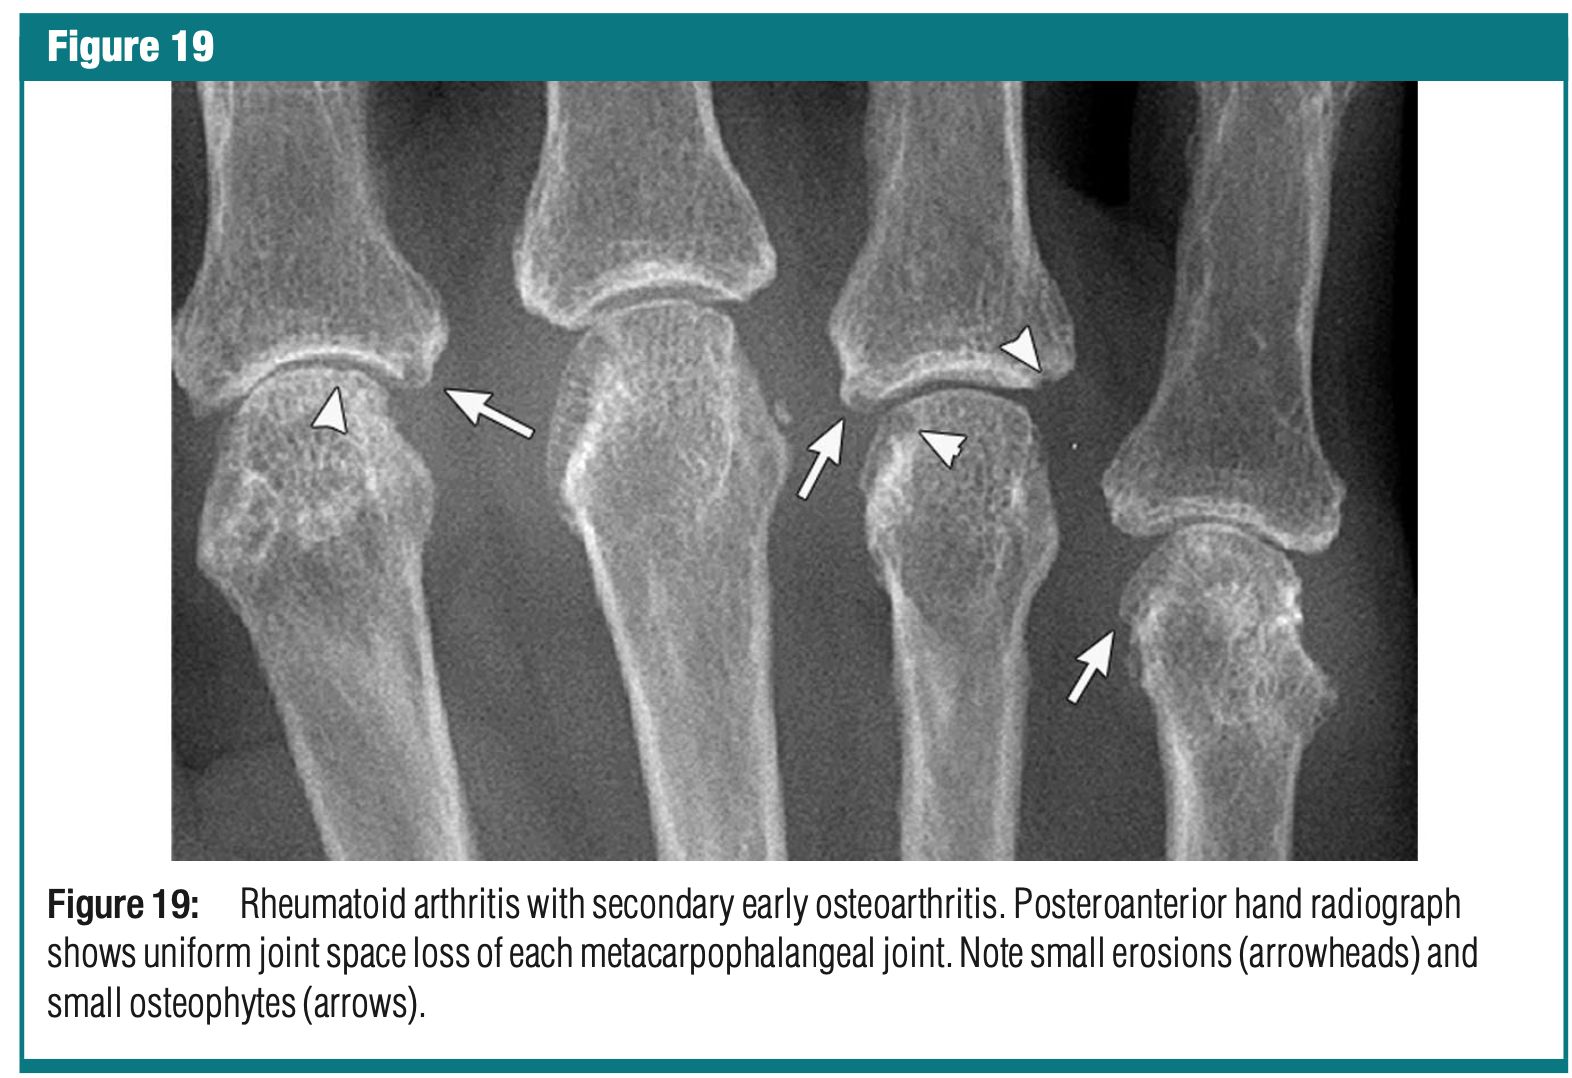 Figure 19
Figure 19: Rheumatoid arthritis with secondary early osteoarthritis. Posteroanterior hand radiograph
shows uniform joint space loss of each metacarpophalangeal joint. Note small erosions (arrowheads) and
small osteophytes (arrows).